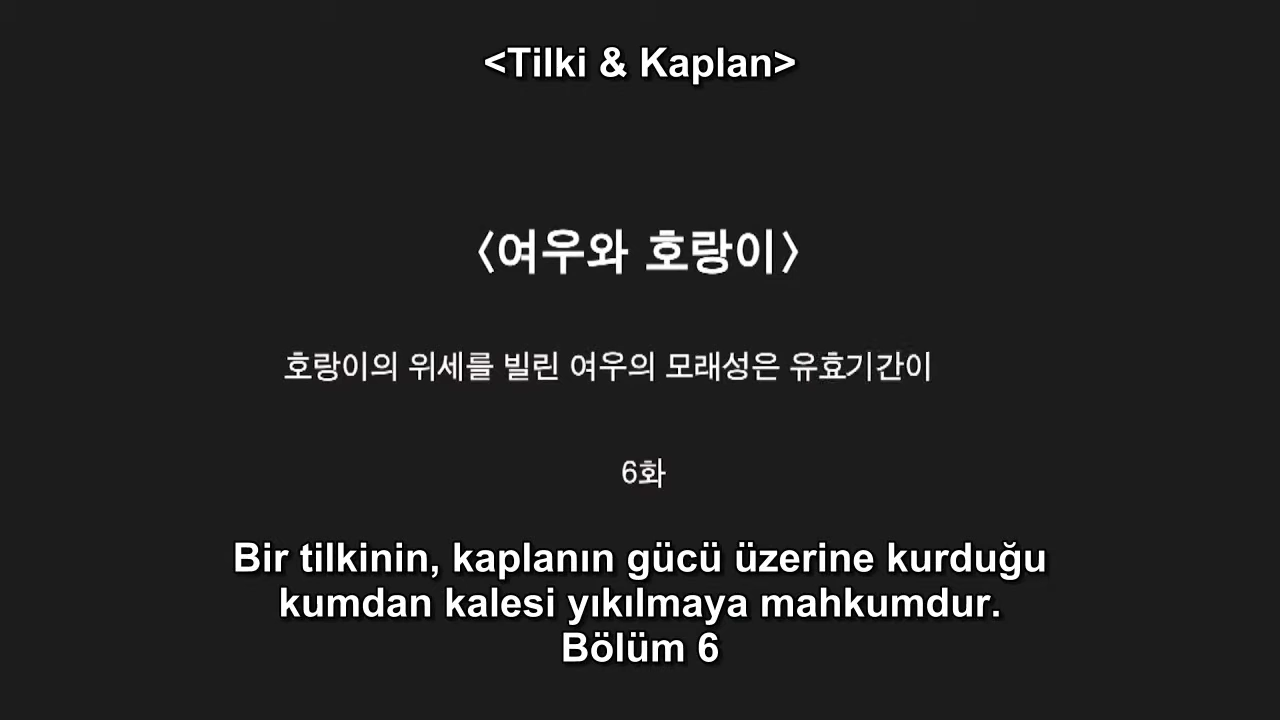 <Tilki & Kaplan>
〈여우와 호랑이〉
호랑이의 위세를 빌린 여우의 모래성은 유효기간이
6화
Bir tilkinin, kaplanın gücü üzerine kurduğu
kumdan kalesi yıkılmaya mahkumdur.
Bölüm 6